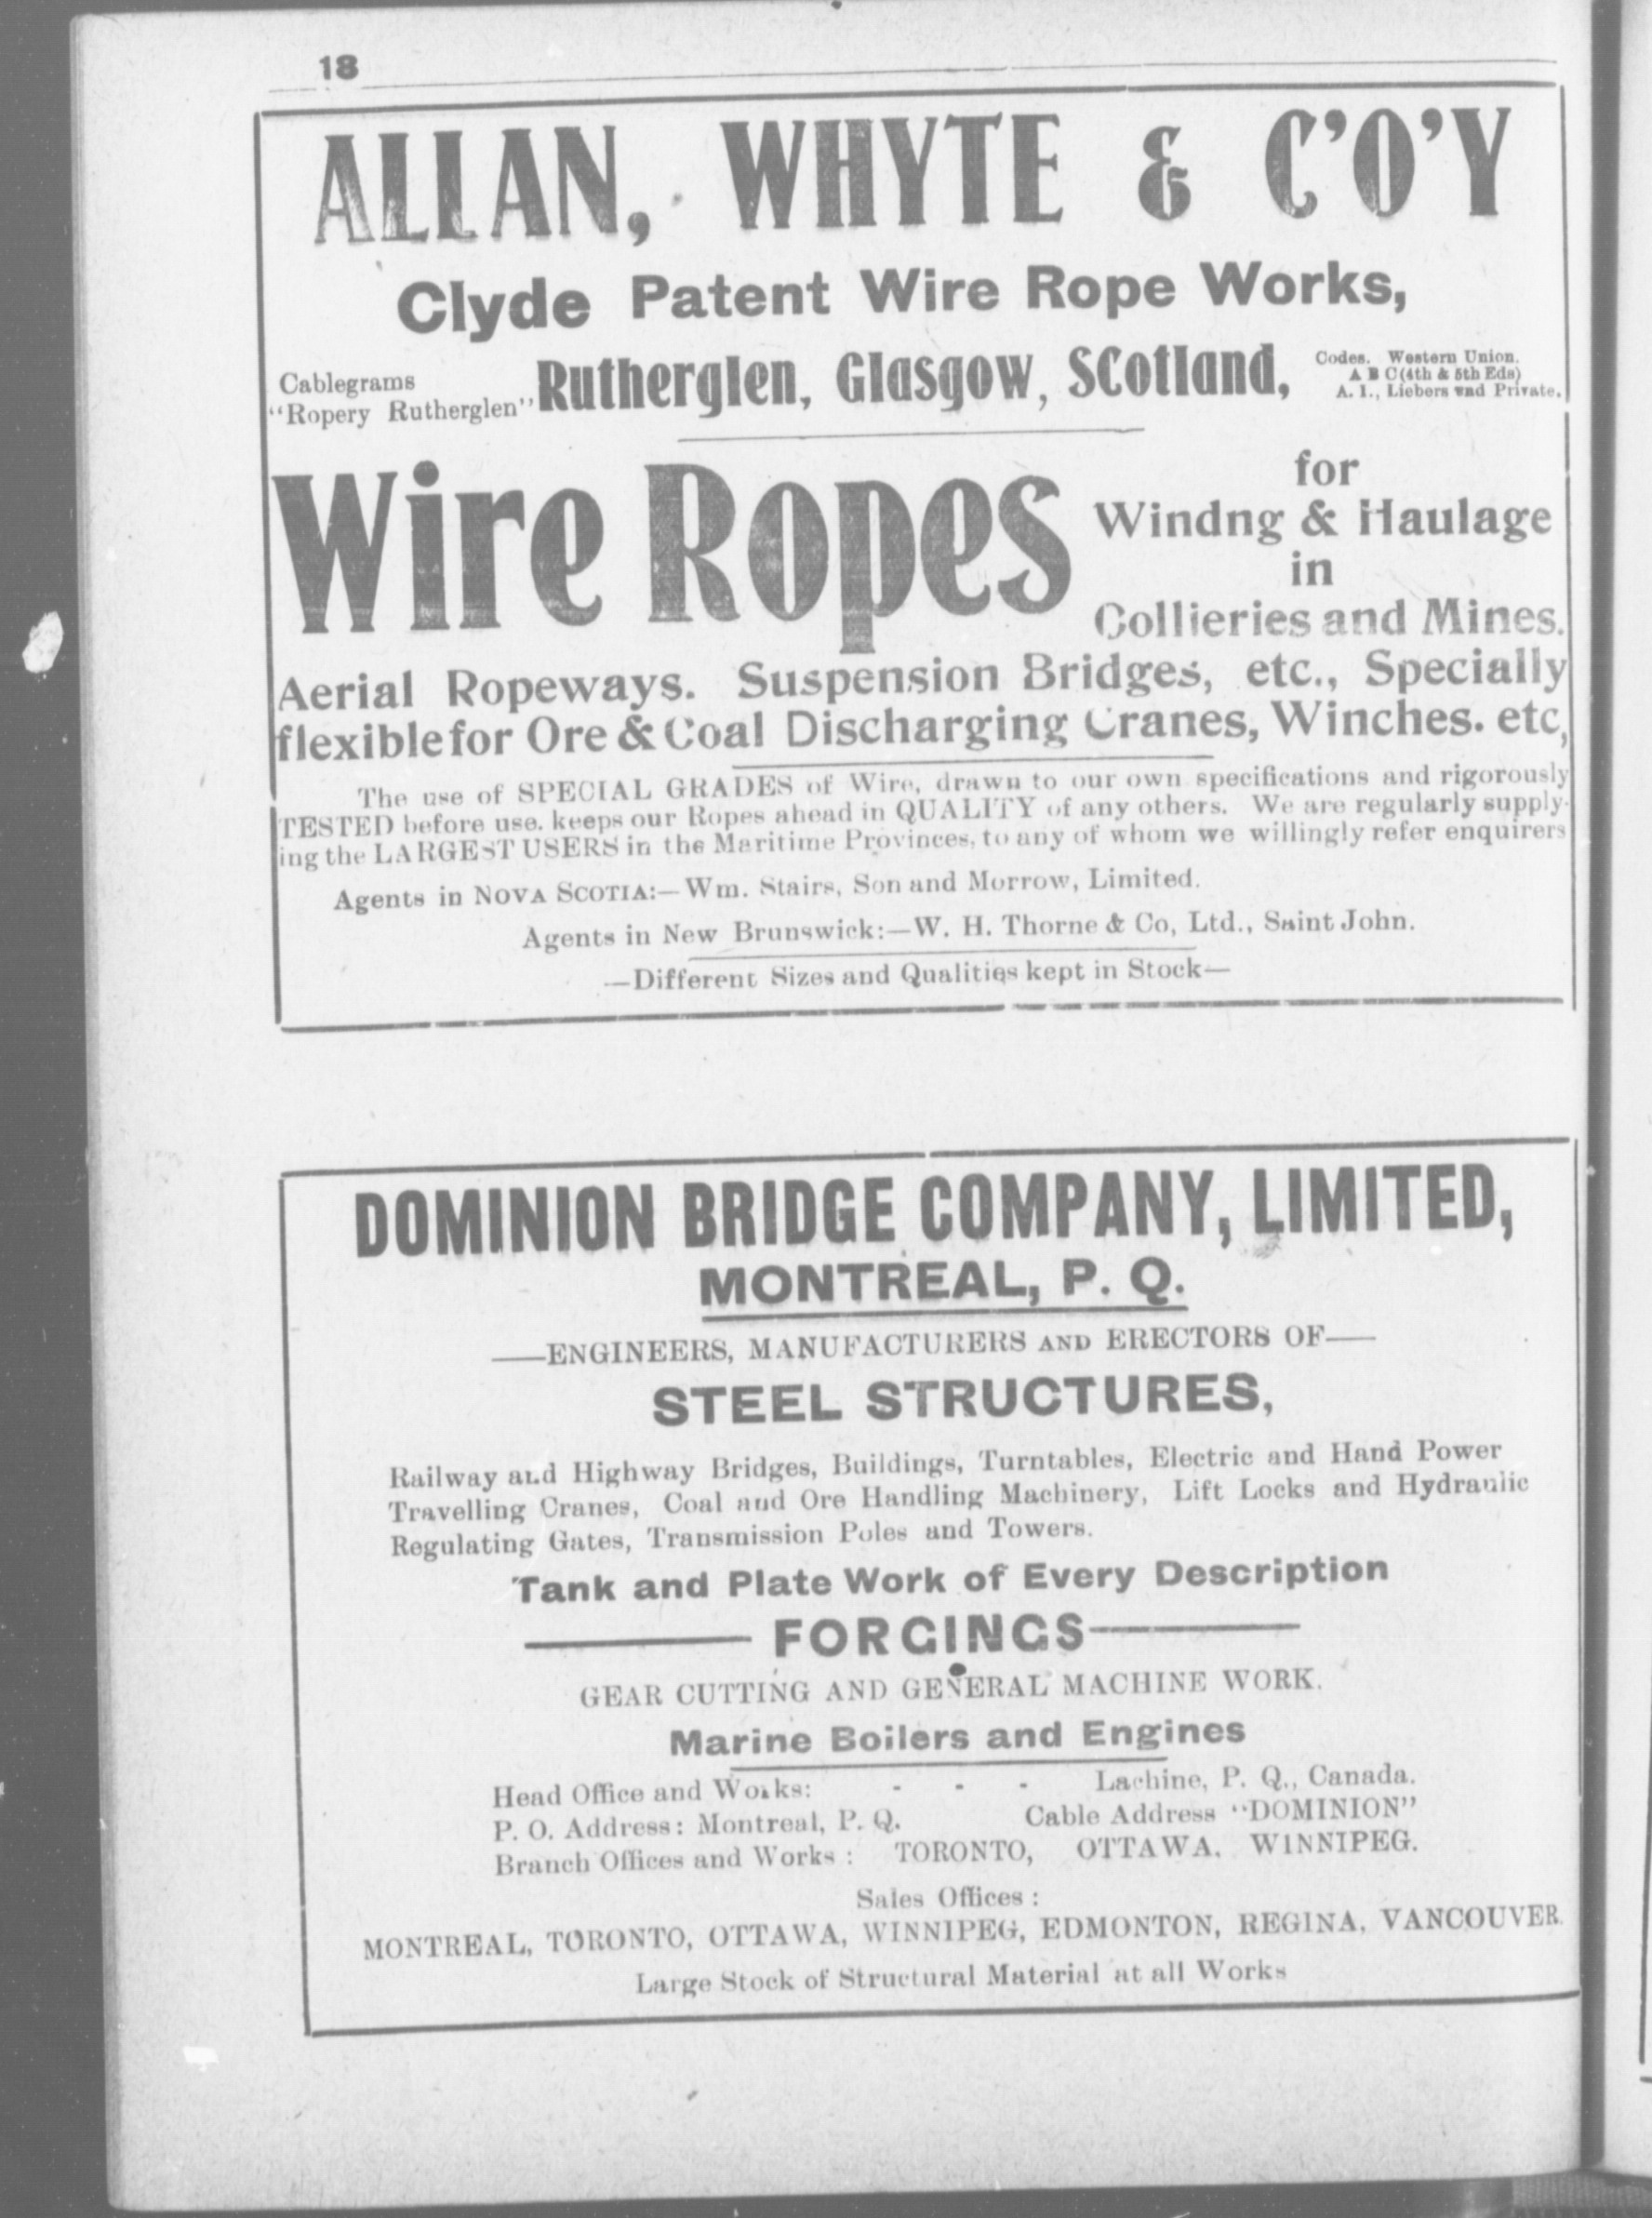 18
ALLAN, WHYTE & C'O'Y
Clyde Patent Wire Rope Works,
Cablegrams
"Ropery Rutherglen"
Rutherglen, Glasgow, Scotland,
Codes. Western Union.
A B C (4th & 5th Eds)
A. 1., Liebers and Private.
Wire Ropes
for
Windng & Haulage
in
Collieries and Mines.
Aerial Ropeways. Suspension Bridges, etc., Specially
flexible for Ore & Coal Discharging Cranes, Winches. etc,
The use of SPECIAL GRADES of Wire, drawn to our own specifications and rigorously
TESTED before use. keeps our Ropes ahead in QUALITY of any others. We are regularly supply-
ing the LARGEST USERS in the Maritime Provinces, to any of whom we willingly refer enquirers
Agents in NOVA SCOTIA:—Wm. Stairs, Son and Morrow, Limited.
Agents in New Brunswick:—W. H. Thorne & Co, Ltd., Saint John.
—Different Sizes and Qualities kept in Stock—
DOMINION BRIDGE COMPANY, LIMITED,
MONTREAL, P. Q.
—ENGINEERS, MANUFACTURERS AND ERECTORS OF—
STEEL STRUCTURES,
Railway and Highway Bridges, Buildings, Turntables, Electric and Hand Power
Travelling Cranes, Coal and Ore Handling Machinery, Lift Locks and Hydraulic
Regulating Gates, Transmission Poles and Towers.
Tank and Plate Work of Every Description
FORGINGS
GEAR CUTTING AND GENERAL MACHINE WORK.
Marine Boilers and Engines
Head Office and Works: - - - Lachine, P. Q., Canada.
P. O. Address: Montreal, P. Q. Cable Address "DOMINION"
Branch Offices and Works : TORONTO, OTTAWA, WINNIPEG.
Sales Offices :
MONTREAL, TORONTO, OTTAWA, WINNIPEG, EDMONTON, REGINA, VANCOUVER.
Large Stock of Structural Material at all Works